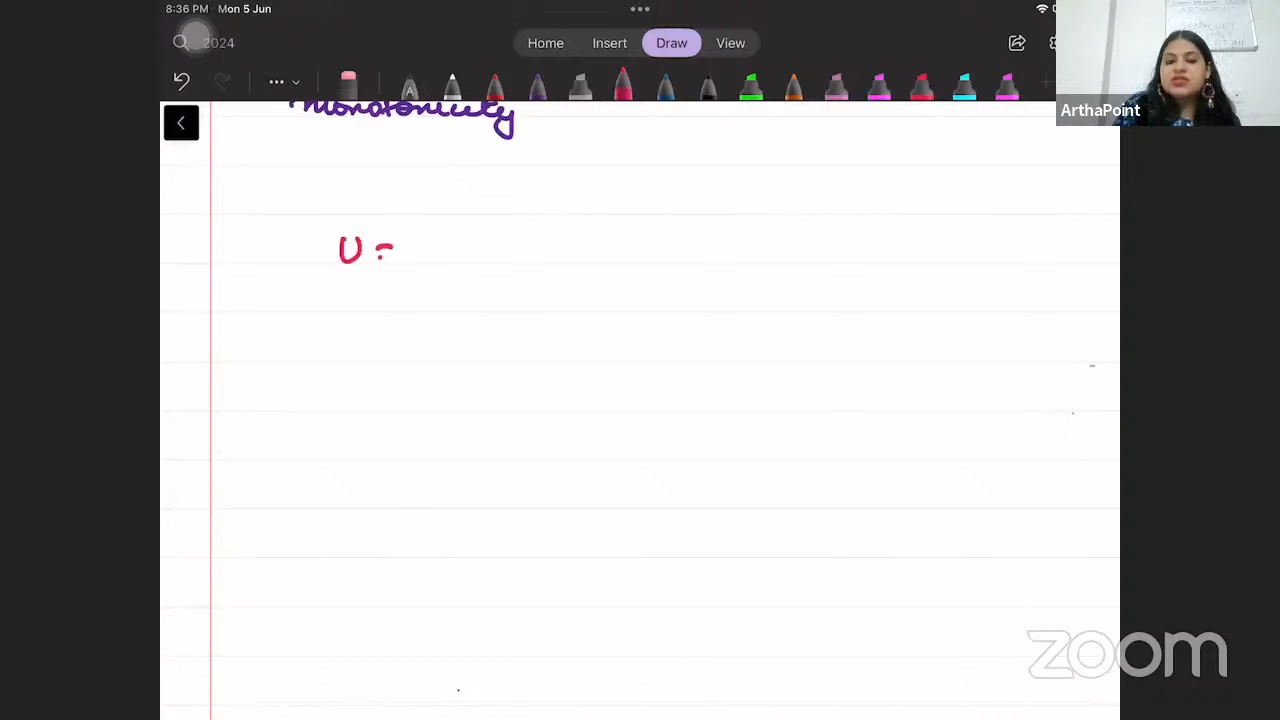 8:36 PM Mon 5 Jun
2024
Home Insert Draw View
A
ArthaPoint
monotonicity
U =
zoom